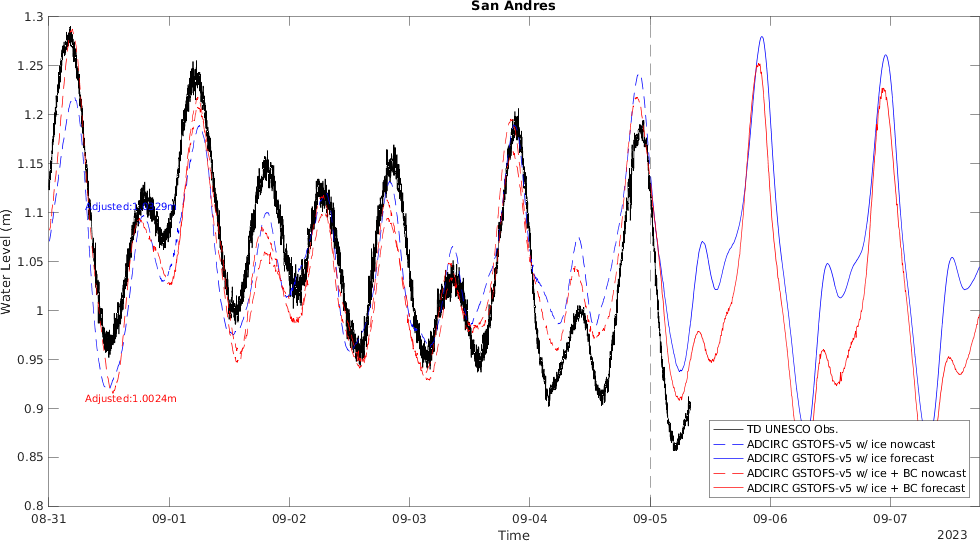 San Andres
1.3
1.25
1.2
1.15
1.1
1.05
1
0.95
0.9
0.85
0.8
Water Level (m)
Adjusted:1.0024m
TD UNESCO Obs.
ADCIRC GSTOFS-v5 w/ ice nowcast
ADCIRC GSTOFS-v5 w/ ice forecast
ADCIRC GSTOFS-v5 w/ ice + BC nowcast
ADCIRC GSTOFS-v5 w/ ice + BC forecast
08-31 09-01 09-02 09-03 09-04 09-05 09-06 09-07
Time
2023